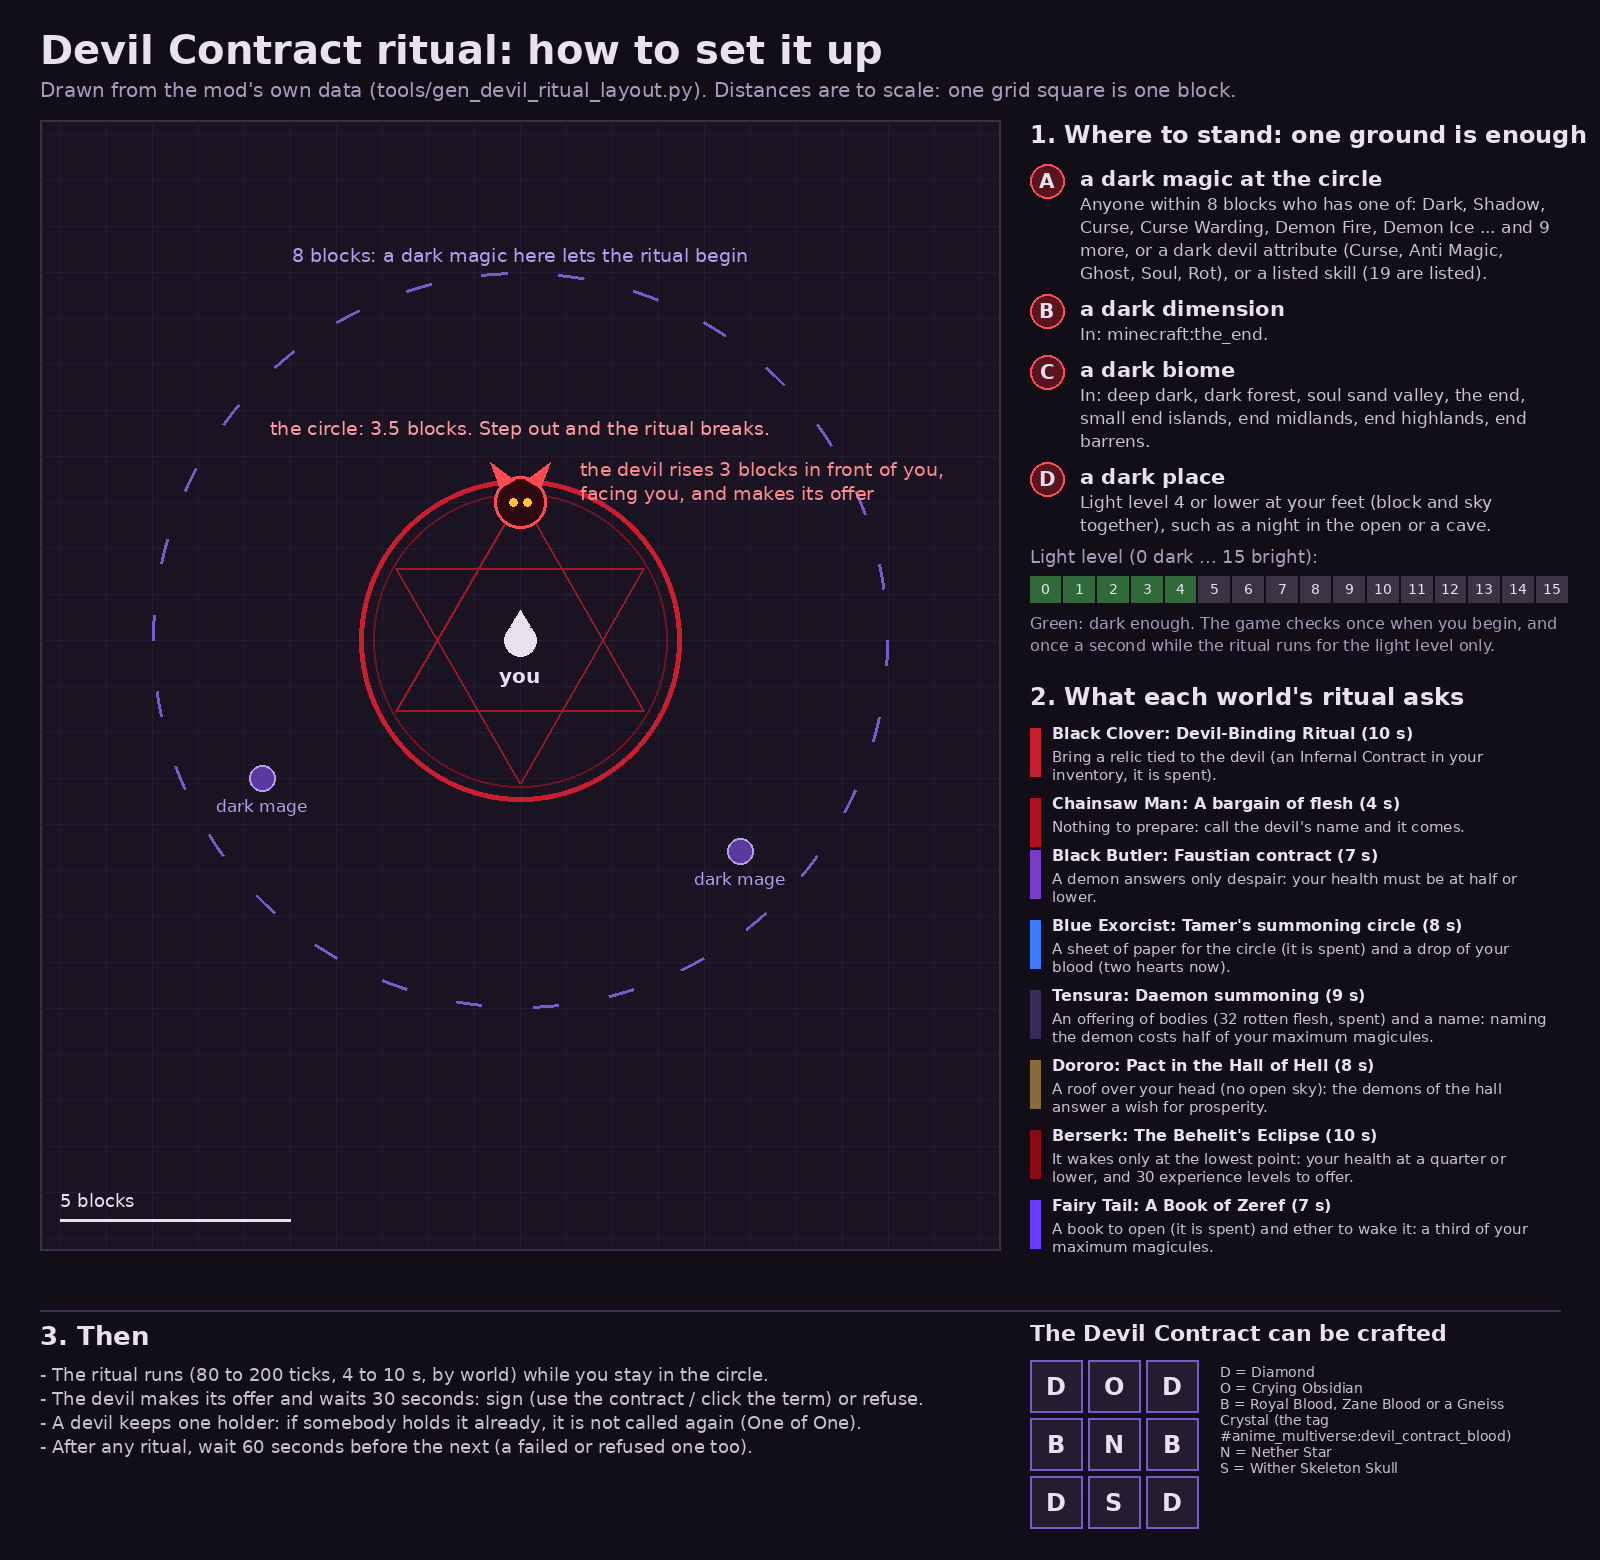 Devil Contract ritual: how to set it up
Drawn from the mod's own data (tools/gen_devil_ritual_layout.py). Distances are to scale: one grid square is one block.
8 blocks: a dark magic here lets the ritual begin
the circle: 3.5 blocks. Step out and the ritual breaks.
the devil rises 3 blocks in front of you,
facing you, and makes its offer
you
dark mage
dark mage
5 blocks
1. Where to stand: one ground is enough
A
a dark magic at the circle
Anyone within 8 blocks who has one of: Dark, Shadow,
Curse, Curse Warding, Demon Fire, Demon Ice ... and 9
more, or a dark devil attribute (Curse, Anti Magic,
Ghost, Soul, Rot), or a listed skill (19 are listed).
B
a dark dimension
In: minecraft:the_end.
C
a dark biome
In: deep dark, dark forest, soul sand valley, the end,
small end islands, end midlands, end highlands, end
barrens.
D
a dark place
Light level 4 or lower at your feet (block and sky
together), such as a night in the open or a cave.
Light level (0 dark ... 15 bright):
0 1 2 3 4 5 6 7 8 9 10 11 12 13 14 15
Green: dark enough. The game checks once when you begin, and
once a second while the ritual runs for the light level only.
2. What each world's ritual asks
Black Clover: Devil-Binding Ritual (10 s)
Bring a relic tied to the devil (an Infernal Contract in your
inventory, it is spent).
Chainsaw Man: A bargain of flesh (4 s)
Nothing to prepare: call the devil's name and it comes.
Black Butler: Faustian contract (7 s)
A demon answers only despair: your health must be at half or
lower.
Blue Exorcist: Tamer's summoning circle (8 s)
A sheet of paper for the circle (it is spent) and a drop of your
blood (two hearts now).
Tensura: Daemon summoning (9 s)
An offering of bodies (32 rotten flesh, spent) and a name: naming
the demon costs half of your maximum magicules.
Dororo: Pact in the Hall of Hell (8 s)
A roof over your head (no open sky): the demons of the hall
answer a wish for prosperity.
Berserk: The Behelit's Eclipse (10 s)
It wakes only at the lowest point: your health at a quarter or
lower, and 30 experience levels to offer.
Fairy Tail: A Book of Zeref (7 s)
A book to open (it is spent) and ether to wake it: a third of your
maximum magicules.
3. Then
- The ritual runs (80 to 200 ticks, 4 to 10 s, by world) while you stay in the circle.
- The devil makes its offer and waits 30 seconds: sign (use the contract / click the term) or refuse.
- A devil keeps one holder: if somebody holds it already, it is not called again (One of One).
- After any ritual, wait 60 seconds before the next (a failed or refused one too).
The Devil Contract can be crafted
D O D
B N B
D S D
D = Diamond
O = Crying Obsidian
B = Royal Blood, Zane Blood or a Gneiss
Crystal (the tag
#anime_multiverse:devil_contract_blood)
N = Nether Star
S = Wither Skeleton Skull